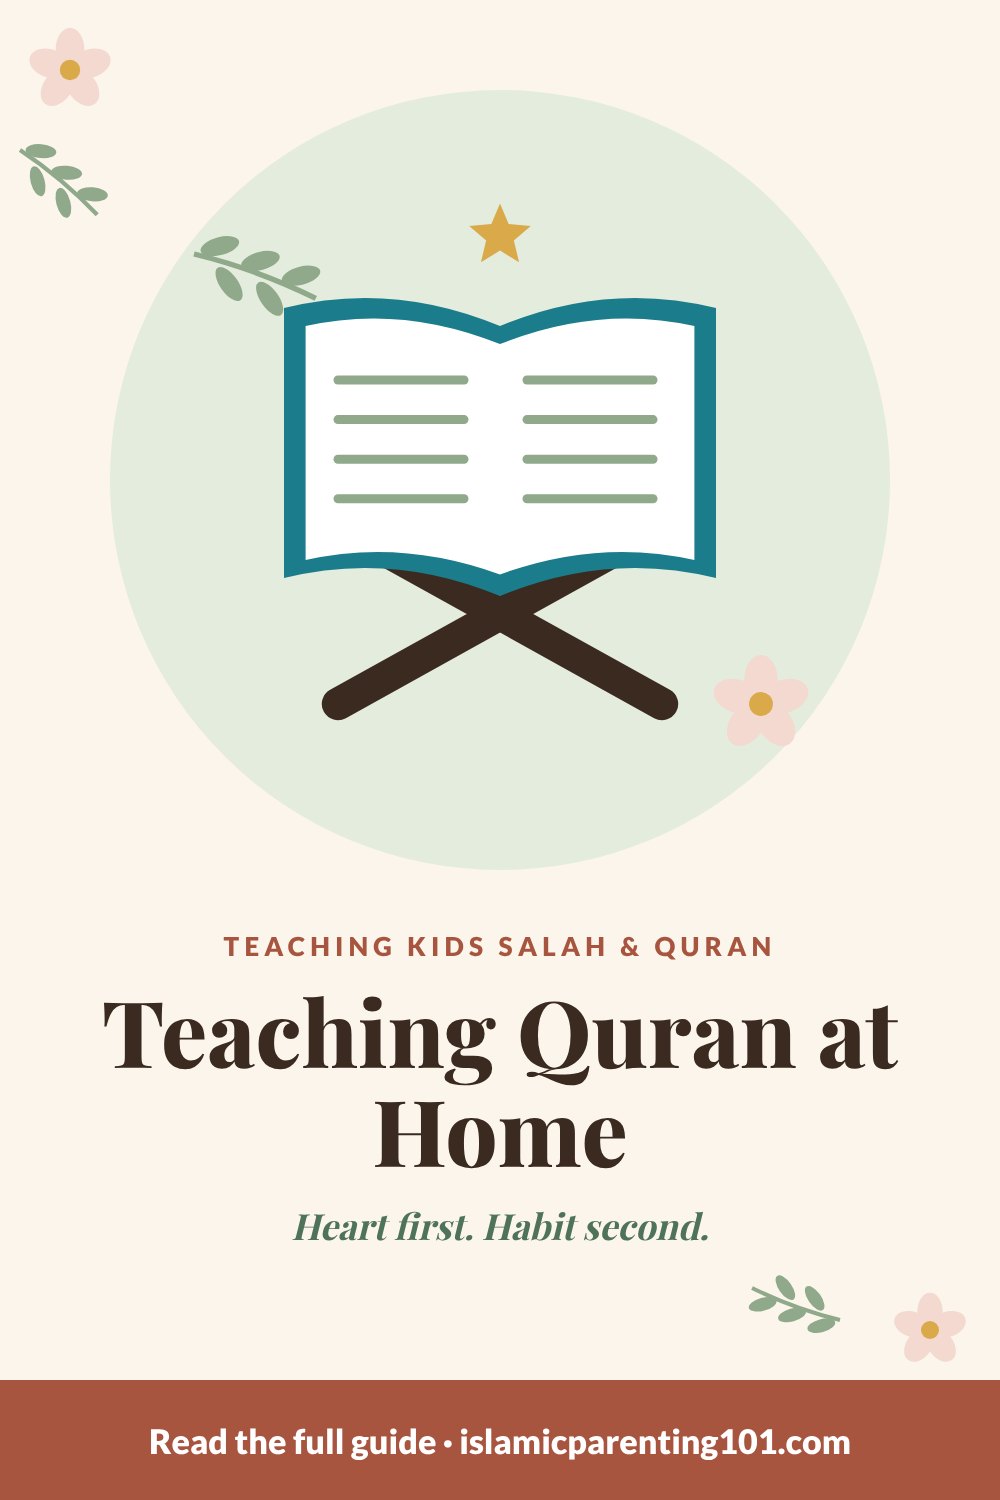 TEACHING KIDS SALAH & QURAN
Teaching Quran at
Home
Heart first. Habit second.
Read the full guide · islamicparenting101.com